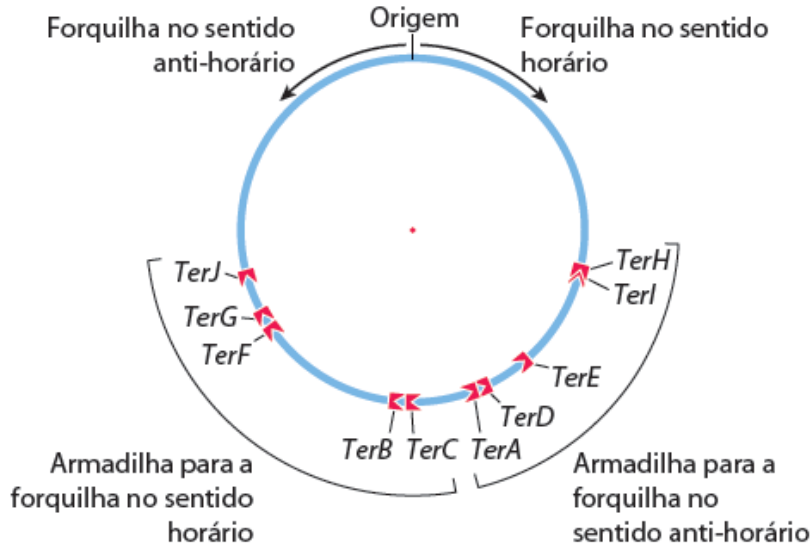 Origem
Forquilha no sentido
anti-horário
Forquilha no sentido
horário
TerJ
TerG
TerF
TerB
TerC
TerA
TerD
TerE
TerH
TerI
Armadilha para a
forquilha no sentido
horário
Armadilha para a
forquilha no
sentido anti-horário